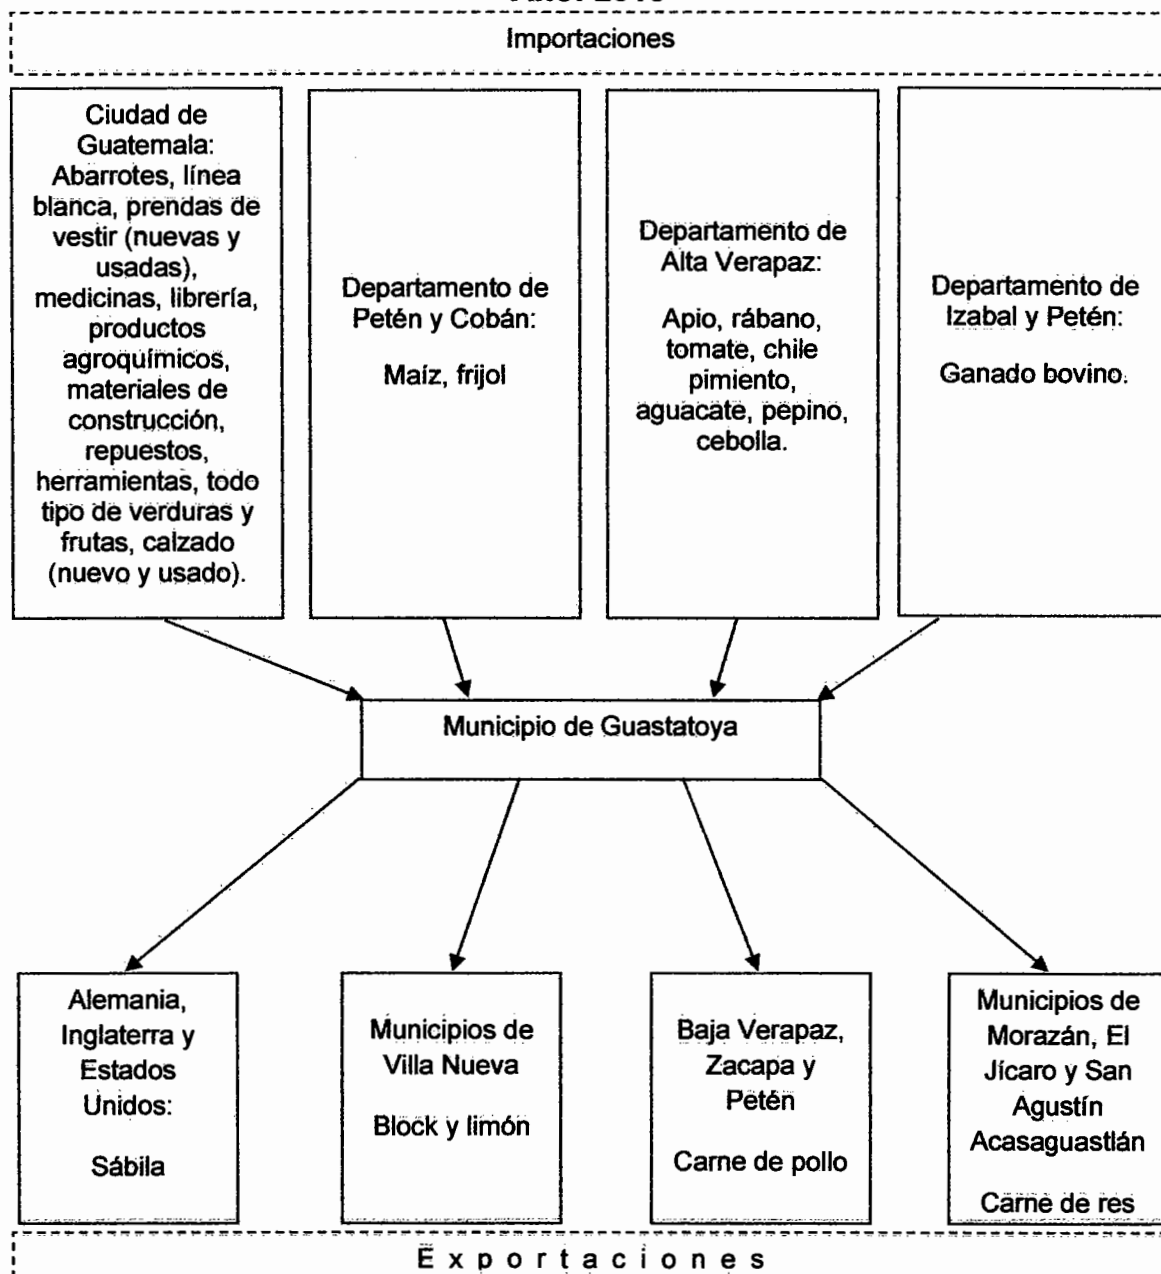 Importaciones
Ciudad de
Guatemala:
Abarrotes, línea
blanca, prendas de
vestir (nuevas y
usadas),
medicinas, librería,
productos
agroquímicos,
materiales de
construcción,
repuestos,
herramientas, todo
tipo de verduras y
frutas, calzado
(nuevo y usado).
Departamento de
Petén y Cobán:
Maíz, frijol
Departamento de
Alta Verapaz:
Apio, rábano,
tomate, chile
pimiento,
aguacate, pepino,
cebolla.
Departamento de
Izabal y Petén:
Ganado bovino.
Municipio de Guastatoya
Alemania,
Inglaterra y
Estados
Unidos:
Sábila
Municipios de
Villa Nueva
Block y limón
Baja Verapaz,
Zacapa y
Petén
Carne de pollo
Municipios de
Morazán, El
Jícaro y San
Agustín
Acasaguastlán
Carne de res
Exportaciones